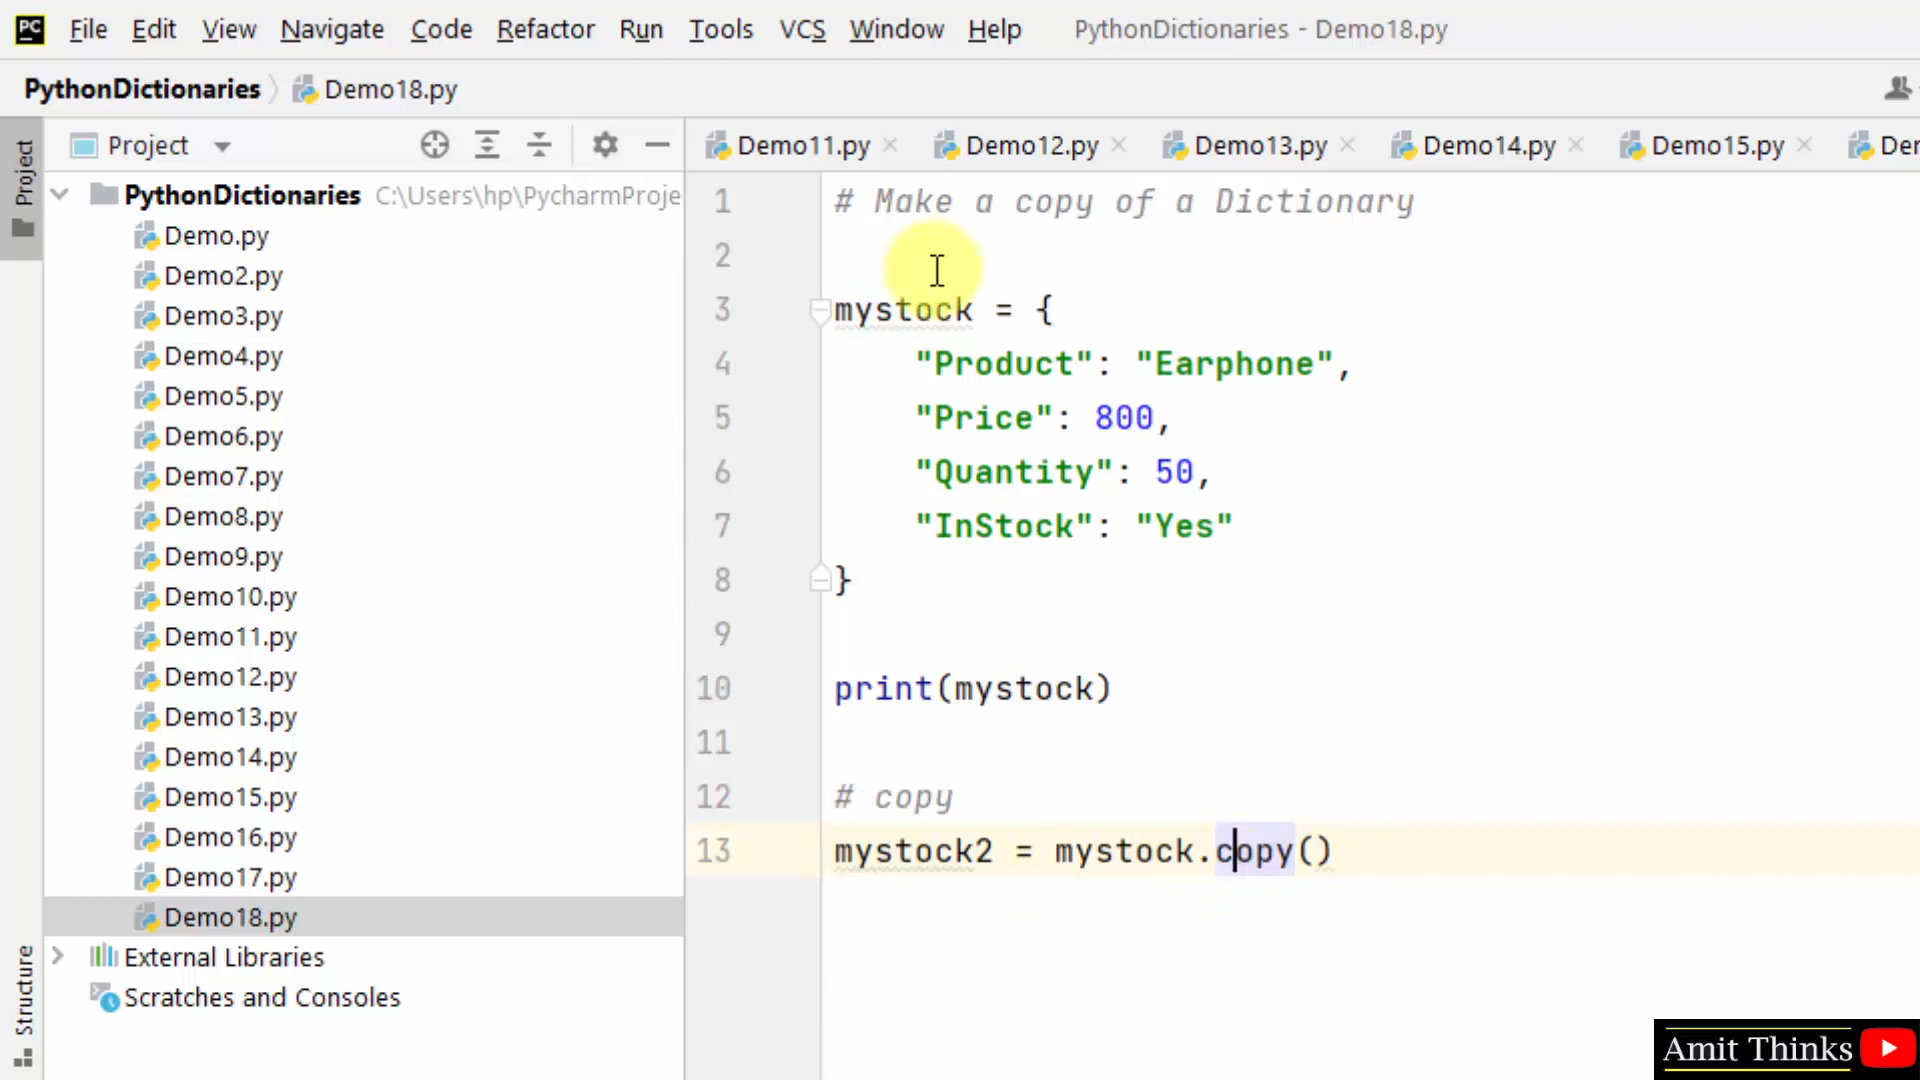 PC File Edit View Navigate Code Refactor Run Tools VCS Window Help PythonDictionaries - Demo18.py
PythonDictionaries Demo18.py
Project
Project
Demo11.py Demo12.py Demo13.py Demo14.py Demo15.py
PythonDictionaries C:\Users\hp\PycharmProje
Demo.py
Demo2.py
Demo3.py
Demo4.py
Demo5.py
Demo6.py
Demo7.py
Demo8.py
Demo9.py
Demo10.py
Demo11.py
Demo12.py
Demo13.py
Demo14.py
Demo15.py
Demo16.py
Demo17.py
Demo18.py
External Libraries
Scratches and Consoles
Structure
1 # Make a copy of a Dictionary
2
3 mystock = {
4 "Product": "Earphone",
5 "Price": 800,
6 "Quantity": 50,
7 "InStock": "Yes"
8 }
9
10 print(mystock)
11
12 # copy
13 mystock2 = mystock.copy()
Amit Thinks